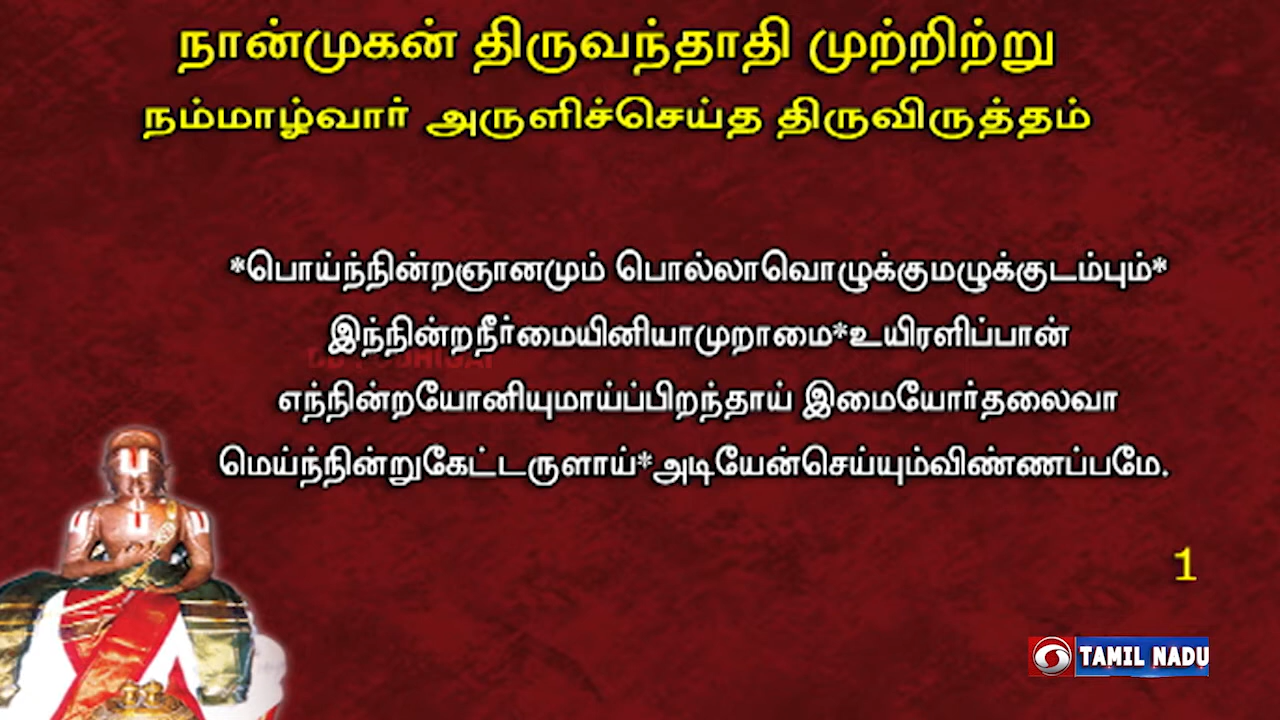 நான்முகன் திருவந்தாதி முற்றிற்று
நம்மாழ்வார் அருளிச்செய்த திருவிருத்தம்
*பொய்ந்நின்றஞானமும் பொல்லாவொழுக்குமழுக்குடம்பும்*
இந்நின்றநீர்மையினியாமுறாமை*உயிரளிப்பான்
எந்நின்றயோனியுமாய்ப்பிறந்தாய் இமையோர்தலைவா
மெய்ந்நின்றுகேட்டருளாய்*அடியேன்செய்யும்விண்ணப்பமே.
1
TAMIL NADU